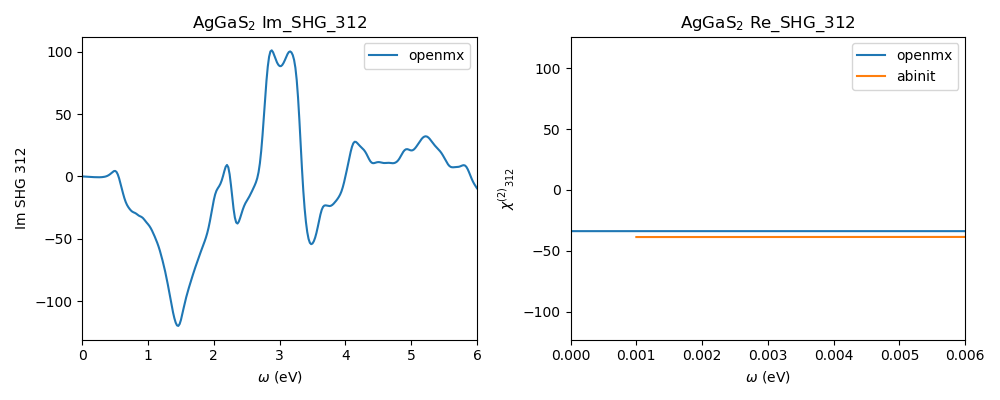 AgGaS₂ Im_SHG_312
openmx
Im SHG 312
100
50
0
−50
−100
0 1 2 3 4 5 6
ω (eV)
AgGaS₂ Re_SHG_312
openmx
abinit
χ⁽²⁾₃₁₂
100
50
0
−50
−100
0.000 0.001 0.002 0.003 0.004 0.005 0.006
ω (eV)